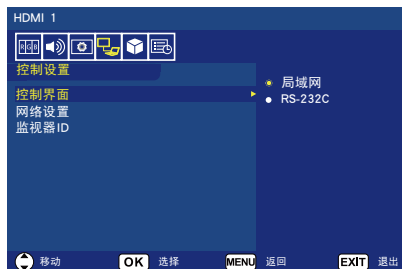 HDMI 1
RGB
控制设置
控制界面
网络设置
监视器ID
局域网
RS-232C
移动 OK 选择 MENU 返回 EXIT 退出